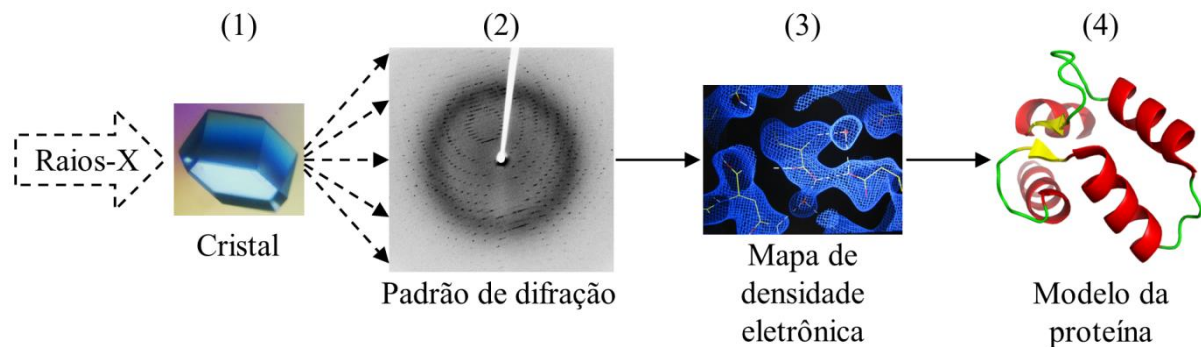 (1)
(2)
(3)
(4)
Raios-X
Cristal
Padrão de difração
Mapa de
densidade
eletrônica
Modelo da
proteína